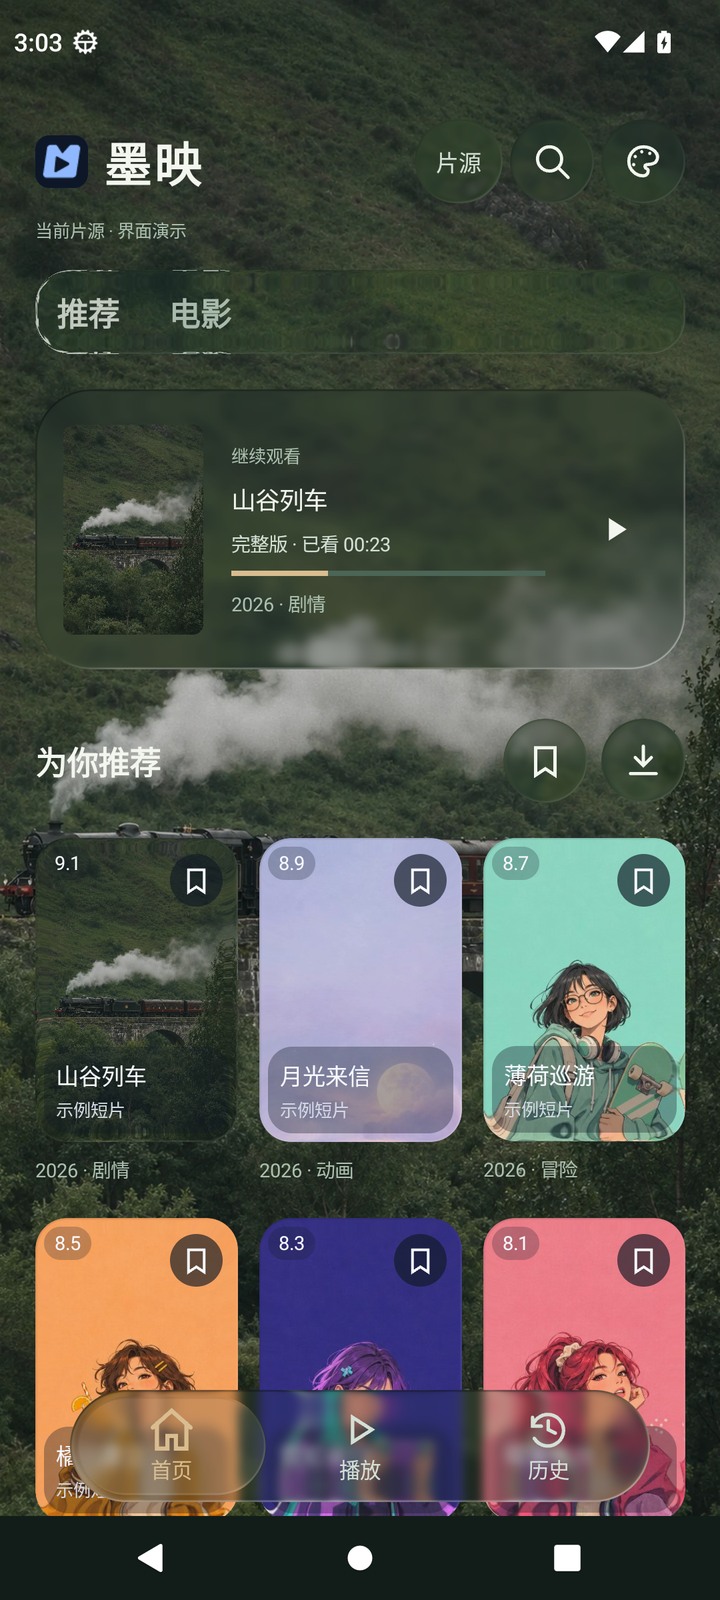 3:03
墨映
片源
当前片源 · 界面演示
推荐
电影
继续观看
山谷列车
完整版 · 已看 00:23
2026 · 剧情
为你推荐
9.1
8.9
8.7
山谷列车
示例短片
月光来信
示例短片
薄荷巡游
示例短片
2026 · 剧情
2026 · 动画
2026 · 冒险
8.5
8.3
8.1
示例
首页
播放
历史